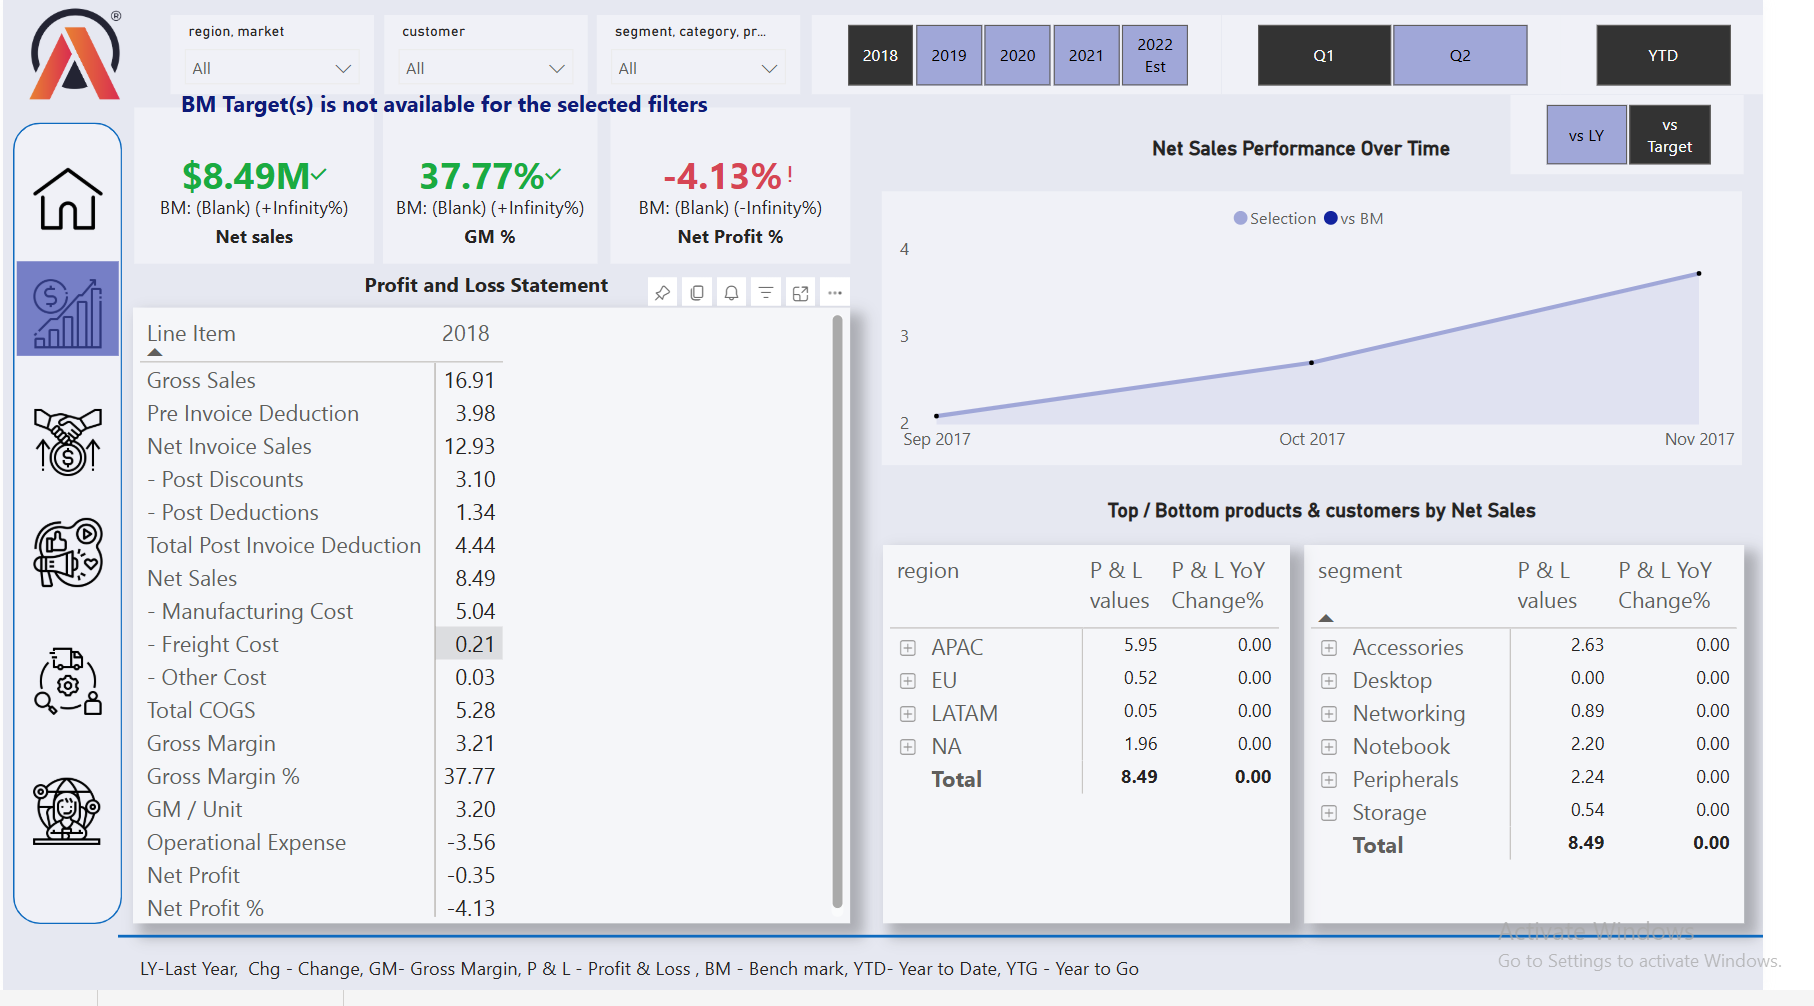 ®
region, market
customer
segment, category, pr...
All
All
All
2018
2019
2020
2021
2022
Est
Q1
Q2
YTD
BM Target(s) is not available for the selected filters
vs LY
vs
Target
$8.49M
BM: (Blank) (+Infinity%)
Net sales
37.77%
BM: (Blank) (+Infinity%)
GM %
-4.13%!
BM: (Blank) (-Infinity%)
Net Profit %
Net Sales Performance Over Time
Selection vs BM
4
3
2
Sep 2017 Oct 2017 Nov 2017
Profit and Loss Statement
Line Item 2018
Gross Sales 16.91
Pre Invoice Deduction 3.98
Net Invoice Sales 12.93
- Post Discounts 3.10
- Post Deductions 1.34
Total Post Invoice Deduction 4.44
Net Sales 8.49
- Manufacturing Cost 5.04
- Freight Cost 0.21
- Other Cost 0.03
Total COGS 5.28
Gross Margin 3.21
Gross Margin % 37.77
GM / Unit 3.20
Operational Expense -3.56
Net Profit -0.35
Net Profit % -4.13
Top / Bottom products & customers by Net Sales
region P & L values P & L YoY Change%
APAC 5.95 0.00
EU 0.52 0.00
LATAM 0.05 0.00
NA 1.96 0.00
Total 8.49 0.00
segment P & L values P & L YoY Change%
Accessories 2.63 0.00
Desktop 0.00 0.00
Networking 0.89 0.00
Notebook 2.20 0.00
Peripherals 2.24 0.00
Storage 0.54 0.00
Total 8.49 0.00
Activate Windows
Go to Settings to activate Windows.
LY-Last Year, Chg - Change, GM- Gross Margin, P & L - Profit & Loss , BM - Bench mark, YTD- Year to Date, YTG - Year to Go